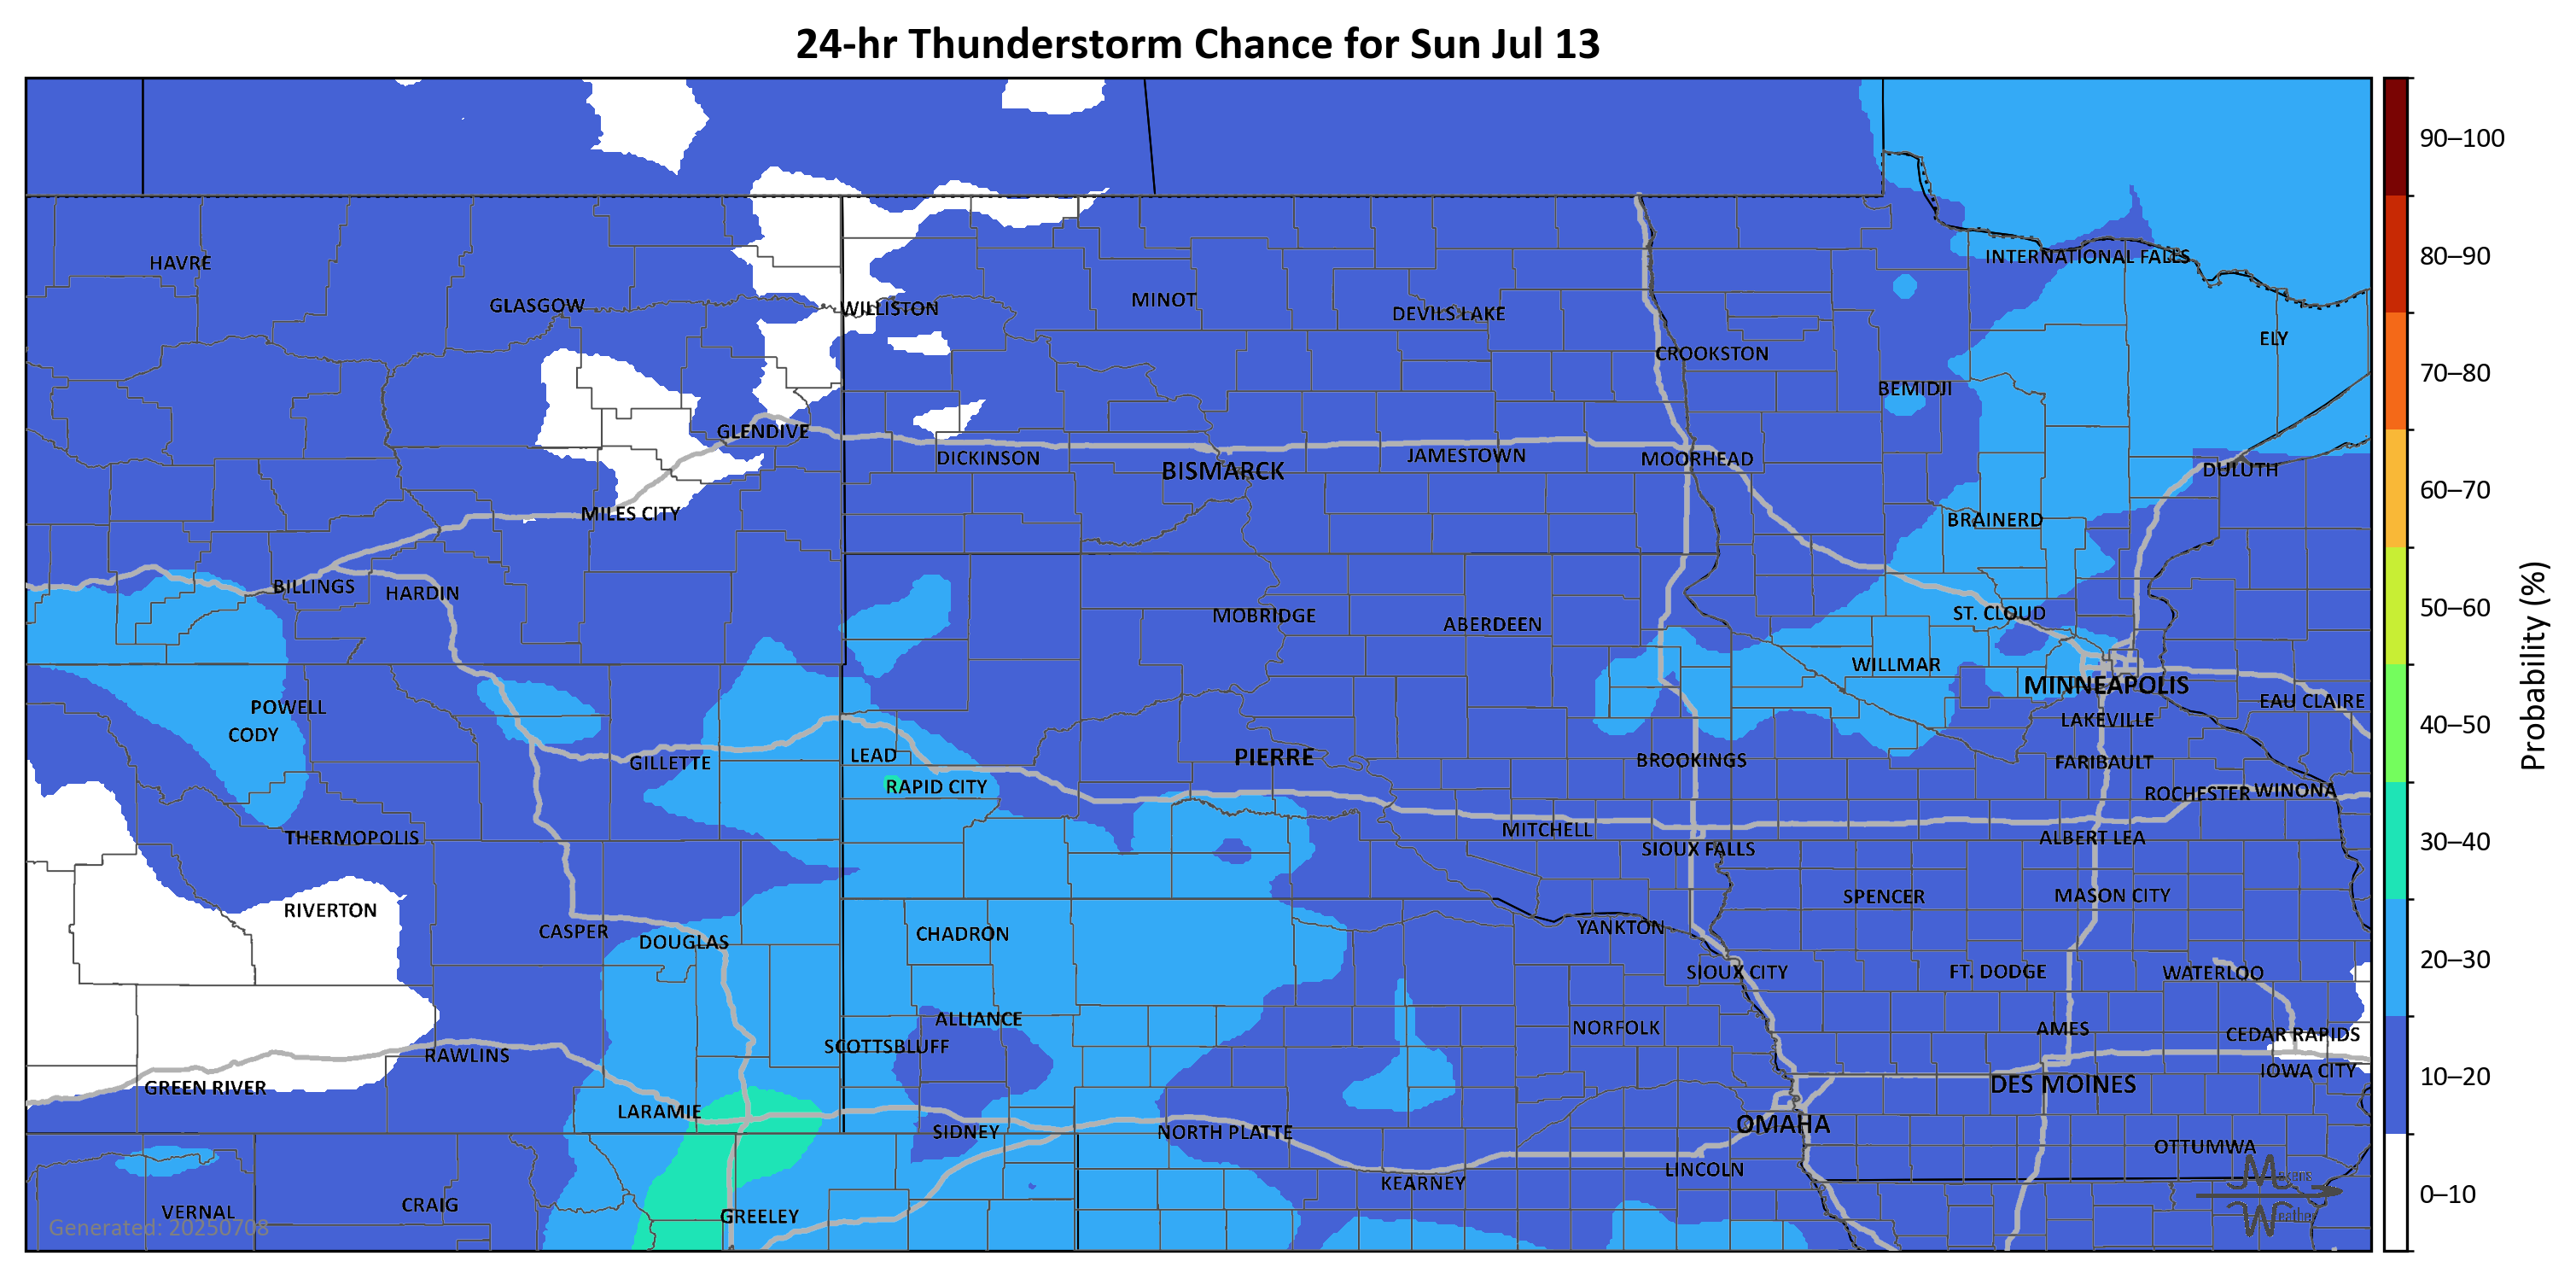 24-hr Thunderstorm Chance for Sun Jul 13
90–100
80–90
70–80
60–70
50–60
40–50
30–40
20–30
10–20
0–10
Probability (%)
HAVRE
INTERNATIONAL FALLS
GLASGOW
WILLISTON
MINOT
DEVILS LAKE
ELY
CROOKSTON
BEMIDJI
GLENDIVE
DICKINSON
BISMARCK
JAMESTOWN
MOORHEAD
DULUTH
MILES CITY
BRAINERD
BILLINGS
HARDIN
MOBRIDGE
ABERDEEN
ST. CLOUD
WILLMAR
MINNEAPOLIS
EAU CLAIRE
POWELL
CODY
LAKEVILLE
GILLETTE
LEAD
PIERRE
BROOKINGS
FARIBAULT
RAPID CITY
ROCHESTER
WINONA
THERMOPOLIS
MITCHELL
ALBERT LEA
SIOUX FALLS
RIVERTON
SPENCER
MASON CITY
CASPER
DOUGLAS
CHADRON
YANKTON
SIOUX CITY
FT. DODGE
WATERLOO
ALLIANCE
NORFOLK
AMES
CEDAR RAPIDS
RAWLINS
SCOTTSBLUFF
GREEN RIVER
DES MOINES
IOWA CITY
LARAMIE
SIDNEY
NORTH PLATTE
OMAHA
OTTUMWA
LINCOLN
KEARNEY
VERNAL
CRAIG
GREELEY
Generated: 20250708
Makens
Weather